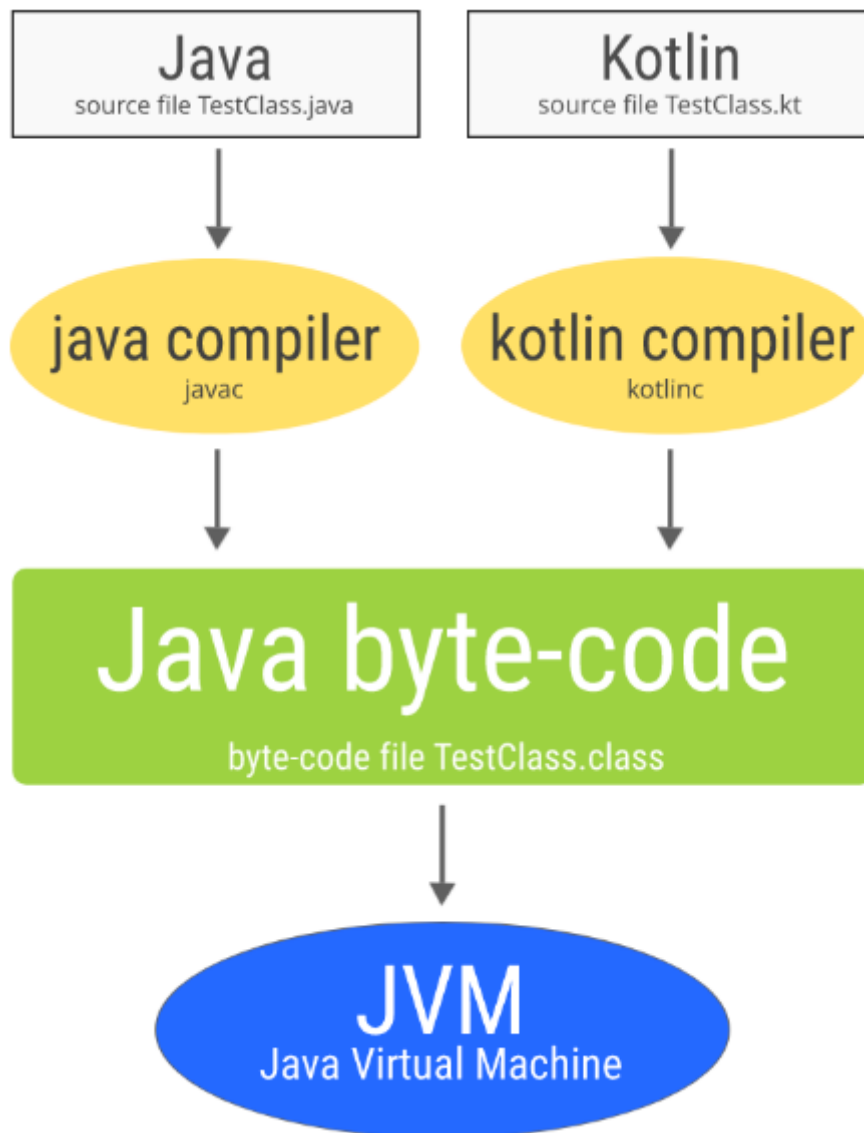 Java
source file TestClass.java
Kotlin
source file TestClass.kt
java compiler
javac
kotlin compiler
kotlinc
Java byte-code
byte-code file TestClass.class
JVM
Java Virtual Machine